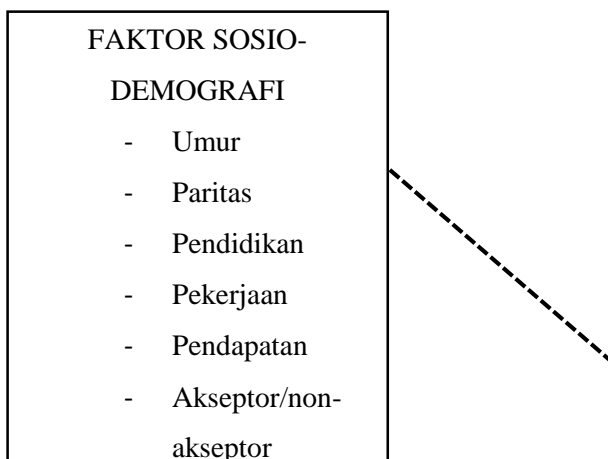 FAKTOR SOSIO-
DEMOGRAFI
- Umur
- Paritas
- Pendidikan
- Pekerjaan
- Pendapatan
- Akseptor/non-
akseptor